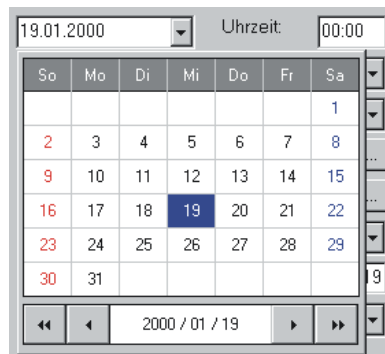 19.01.2000 Uhrzeit: 00:00
So Mo Di Mi Do Fr Sa
1
2 3 4 5 6 7 8
9 10 11 12 13 14 15
16 17 18 19 20 21 22
23 24 25 26 27 28 29
30 31
2000 / 01 / 19